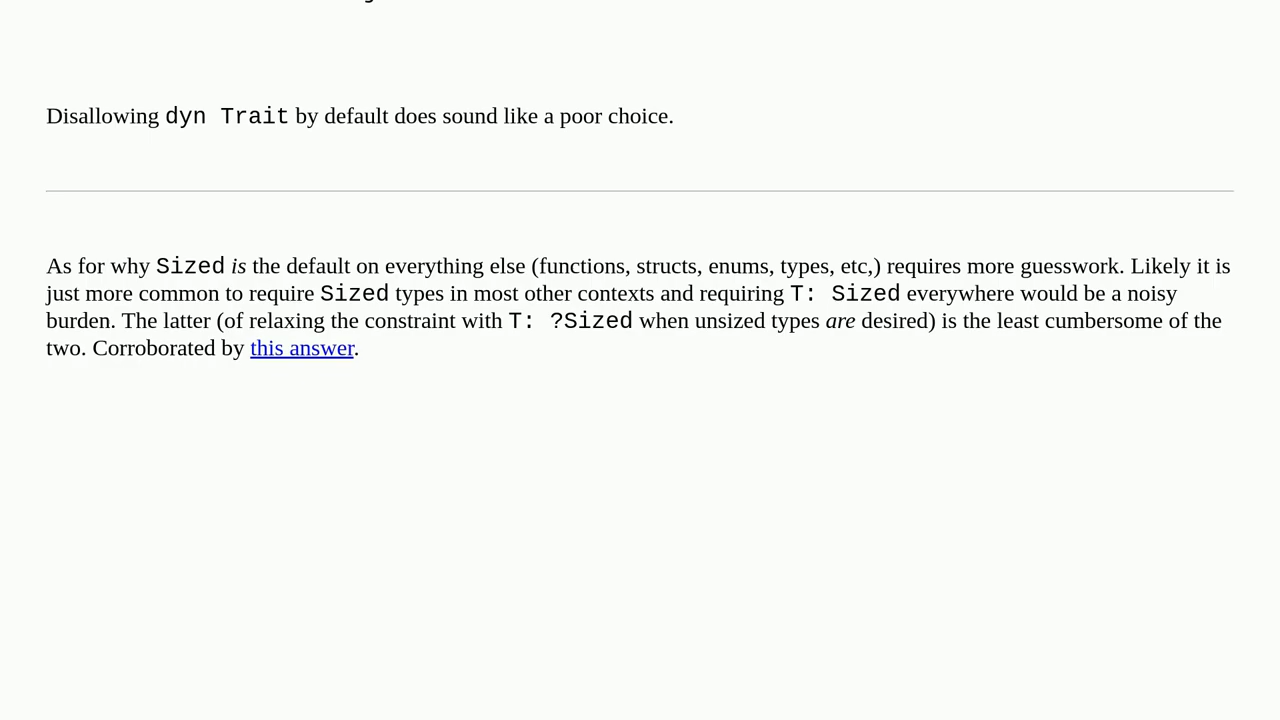 Disallowing dyn Trait by default does sound like a poor choice.
As for why Sized is the default on everything else (functions, structs, enums, types, etc,) requires more guesswork. Likely it is
just more common to require Sized types in most other contexts and requiring T: Sized everywhere would be a noisy
burden. The latter (of relaxing the constraint with T: ?Sized when unsized types are desired) is the least cumbersome of the
two. Corroborated by this answer.